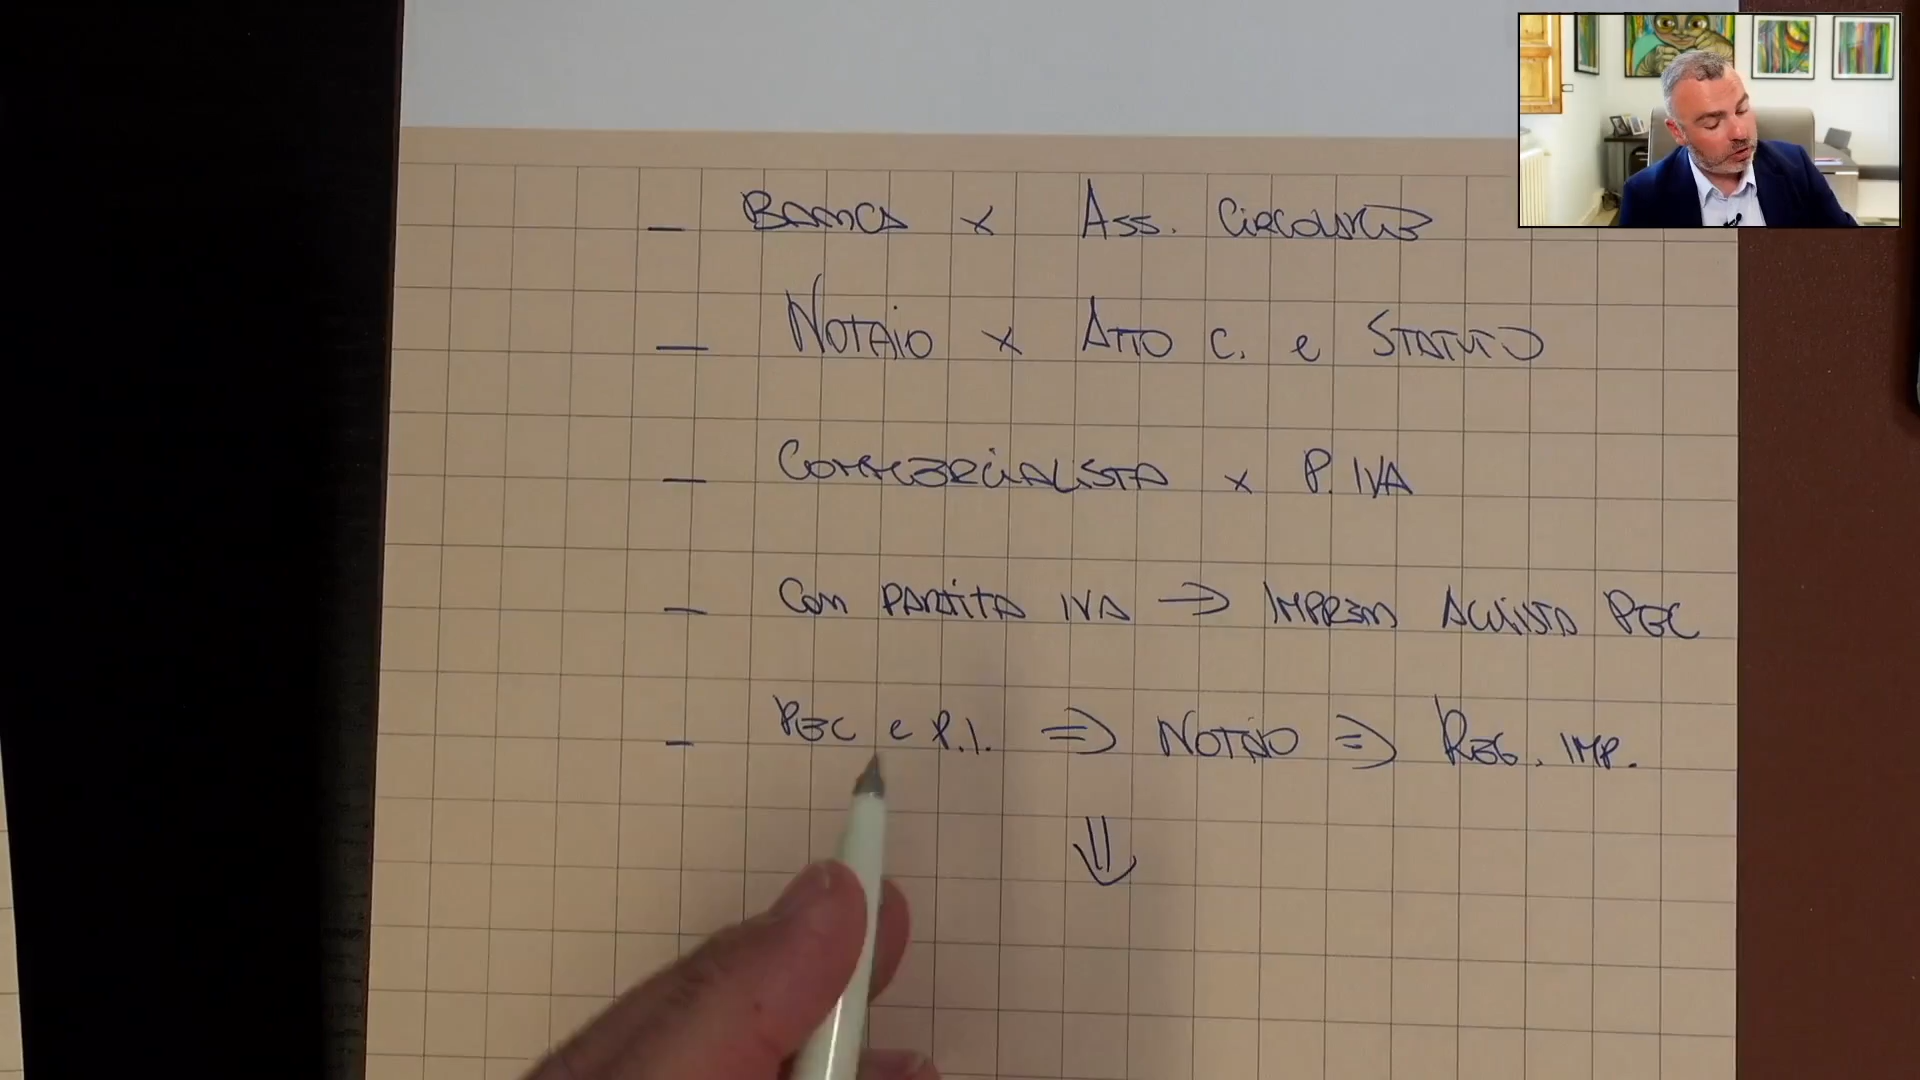 - BANCA x ASS. CIRCOLARE
- NOTAIO x ATTO C. e STATUTO
- COMMERCIALISTA x P. IVA
- CON PARTITA IVA → IMPRESA ACQUISTA PEC
- PEC e P.I. ⇒ NOTAIO ⇒ REG. IMP.
⇓